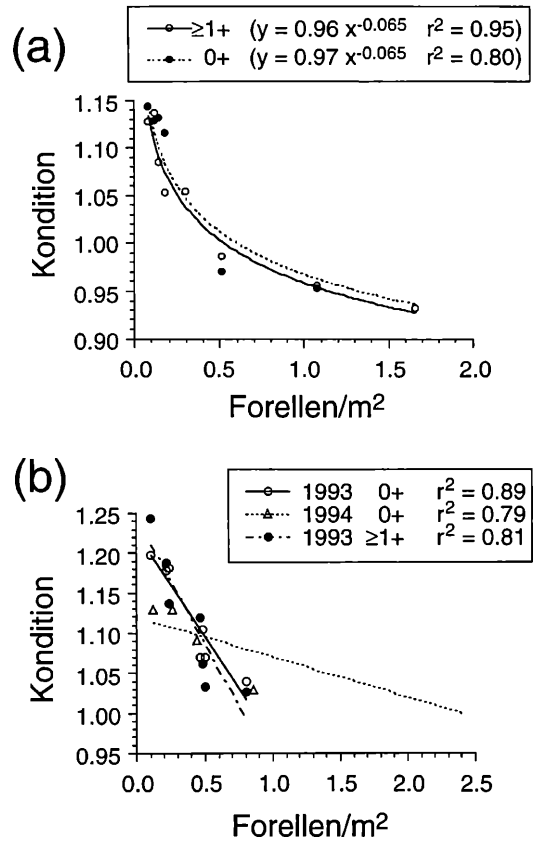 (a)
≥1+ (y = 0.96 x^-0.065 r² = 0.95)
0+ (y = 0.97 x^-0.065 r² = 0.80)
1.15
1.10
1.05
1.00
0.95
0.90
Kondition
0.0
0.5
1.0
1.5
2.0
Forellen/m²
(b)
1993 0+ r² = 0.89
1994 0+ r² = 0.79
1993 ≥1+ r² = 0.81
1.25
1.20
1.15
1.10
1.05
1.00
0.95
Kondition
0.0
0.5
1.0
1.5
2.0
2.5
Forellen/m²